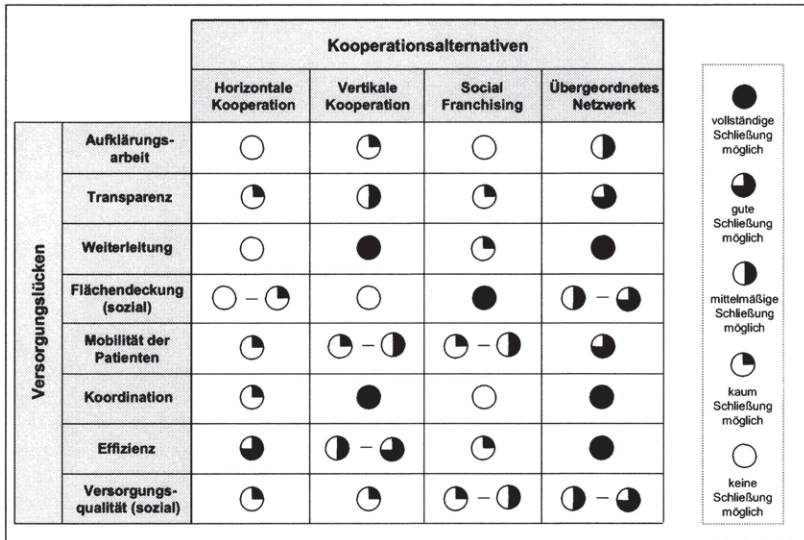 Kooperationsalternativen
Horizontale
Kooperation
Vertikale
Kooperation
Social
Franchising
Übergeordnetes
Netzwerk
Versorgungslücken
Aufklärungs-
arbeit
Transparenz
Weiterleitung
Flächendeckung
(sozial)
Mobilität der
Patienten
Koordination
Effizienz
Versorgungs-
qualität (sozial)
vollständige
Schließung
möglich
gute
Schließung
möglich
mittelmäßige
Schließung
möglich
kaum
Schließung
möglich
keine
Schließung
möglich